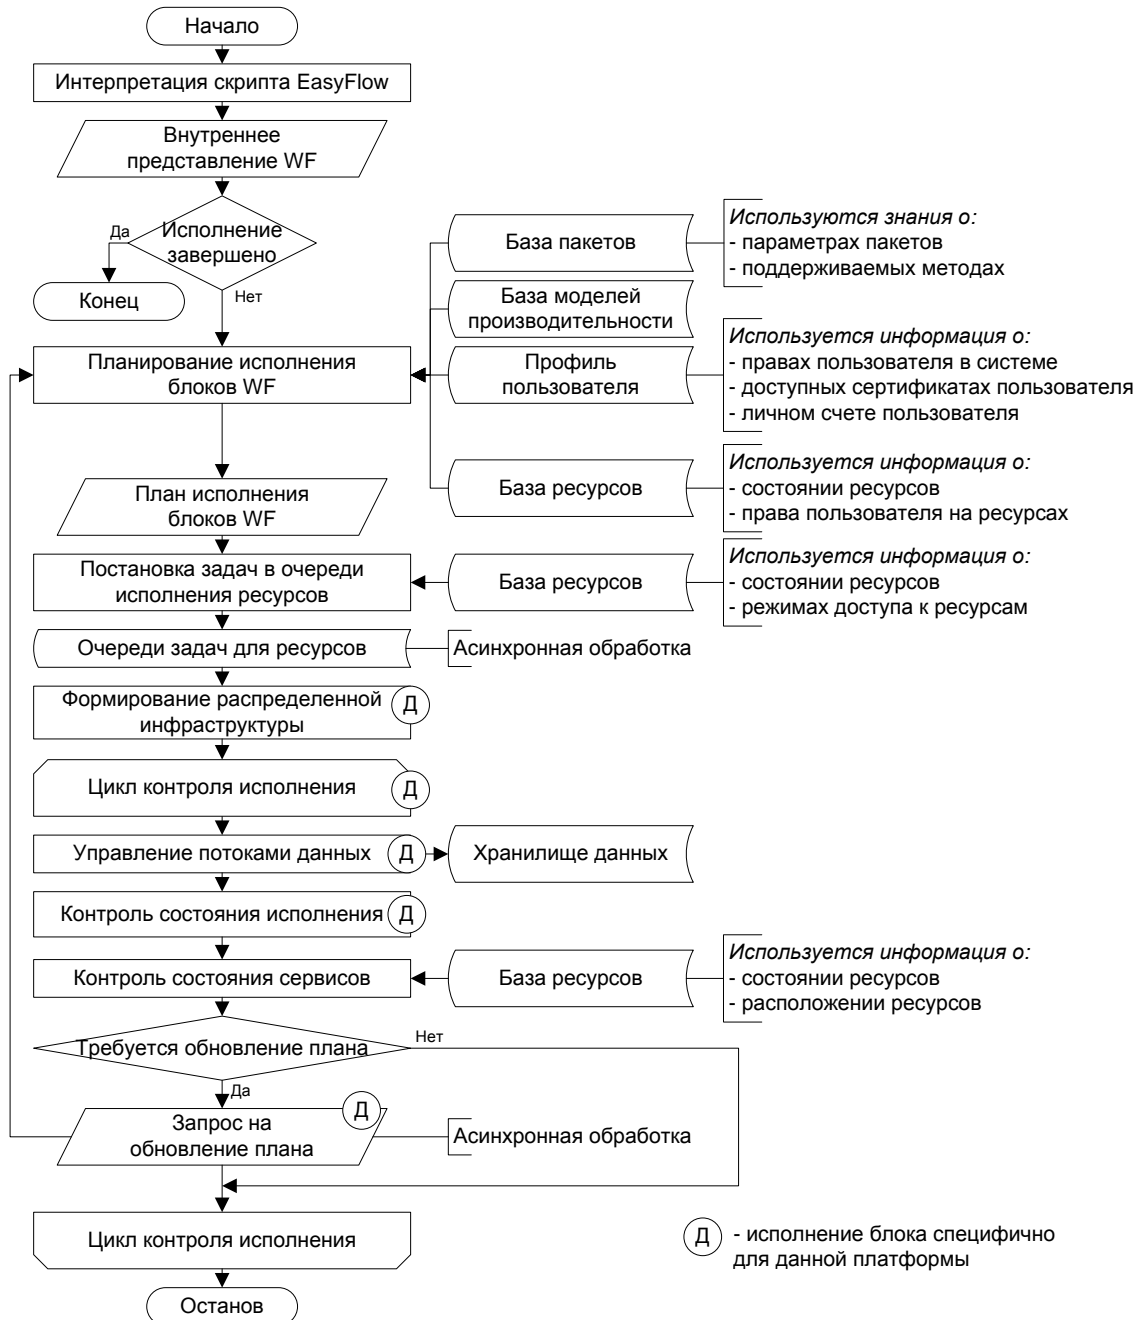 Начало
Интерпретация скрипта EasyFlow
Внутреннее
представление WF
Исполнение
завершено
Да
Нет
Конец
База пакетов
Используются знания о:
- параметрах пакетов
- поддерживаемых методах
База моделей
производительности
Планирование исполнения
блоков WF
Профиль
пользователя
Используется информация о:
- правах пользователя в системе
- доступных сертификатах пользователя
- личном счете пользователя
База ресурсов
Используется информация о:
- состоянии ресурсов
- права пользователя на ресурсах
План исполнения
блоков WF
Постановка задач в очереди
исполнения ресурсов
База ресурсов
Используется информация о:
- состоянии ресурсов
- режимах доступа к ресурсам
Очереди задач для ресурсов
Асинхронная обработка
Формирование распределенной
инфраструктуры
Д
Цикл контроля исполнения
Д
Управление потоками данных
Д
Хранилище данных
Контроль состояния исполнения
Д
Контроль состояния сервисов
База ресурсов
Используется информация о:
- состоянии ресурсов
- расположении ресурсов
Требуется обновление плана
Нет
Да
Запрос на
обновление плана
Д
Асинхронная обработка
Цикл контроля исполнения
Д
- исполнение блока специфично
для данной платформы
Останов